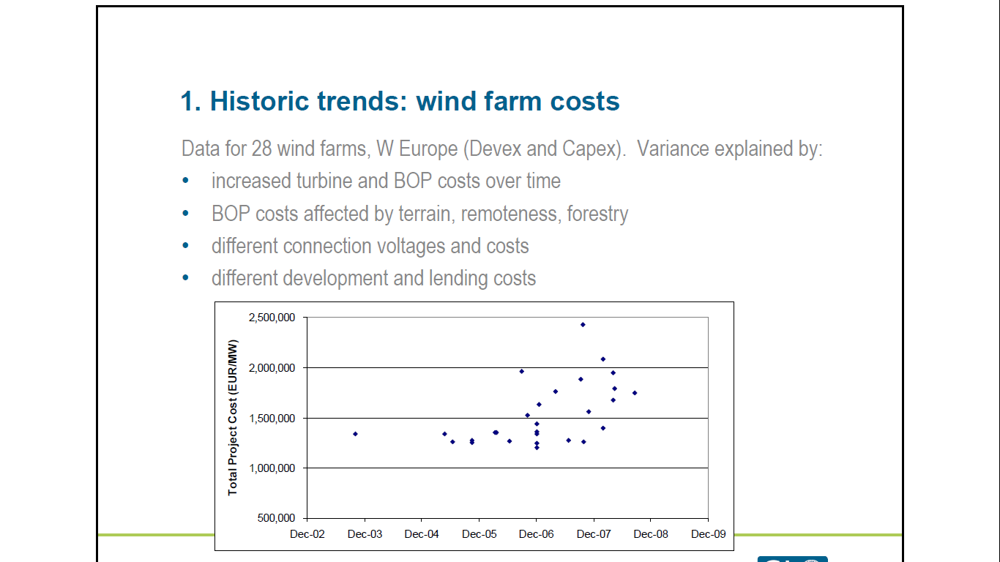 1. Historic trends: wind farm costs
Data for 28 wind farms, W Europe (Devex and Capex). Variance explained by:
• increased turbine and BOP costs over time
• BOP costs affected by terrain, remoteness, forestry
• different connection voltages and costs
• different development and lending costs
Total Project Cost (EUR/MW)
2,500,000
2,000,000
1,500,000
1,000,000
500,000
Dec-02 Dec-03 Dec-04 Dec-05 Dec-06 Dec-07 Dec-08 Dec-09